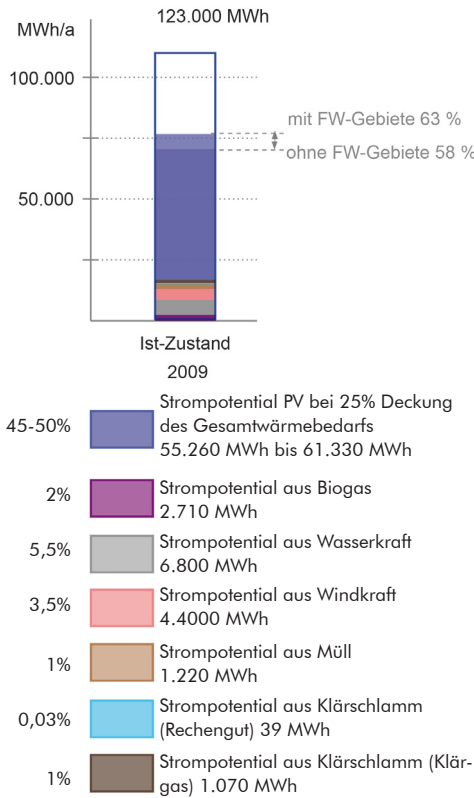 123.000 MWh
MWh/a
100.000
mit FW-Gebiete 63 %
ohne FW-Gebiete 58 %
50.000
Ist-Zustand
2009
45-50%
Strompotential PV bei 25% Deckung
des Gesamtwärmebedarfs
55.260 MWh bis 61.330 MWh
2%
Strompotential aus Biogas
2.710 MWh
5,5%
Strompotential aus Wasserkraft
6.800 MWh
3,5%
Strompotential aus Windkraft
4.4000 MWh
1%
Strompotential aus Müll
1.220 MWh
0,03%
Strompotential aus Klärschlamm
(Rechengut) 39 MWh
1%
Strompotential aus Klärschlamm (Klär-
gas) 1.070 MWh